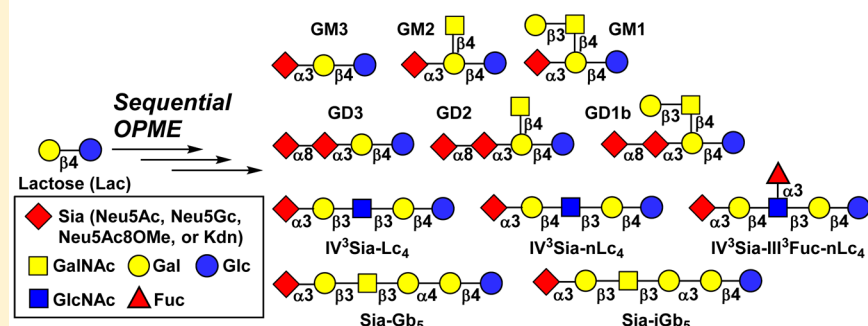 GM3
α3 β4
GM2
β4
α3 β4
GM1
β3 β4
α3 β4
Sequential
OPME
β4
Lactose (Lac)
GD3
α8 α3 β4
GD2
β4
α8 α3 β4
GD1b
β3 β4
α8 α3 β4
Sia (Neu5Ac, Neu5Gc,
Neu5Ac8OMe, or Kdn)
GalNAc Gal Glc
GlcNAc Fuc
α3 β3 β3 β3 β4
IV³Sia-Lc₄
α3 β4 β3 β4
IV³Sia-nLc₄
α3
α3 β4 β3 β4
IV³Sia-III³Fuc-nLc₄
α3 β3 β3 α4 β4
Sia-Gb₅
α3 β3 β3 α3 β4
Sia-iGb₅